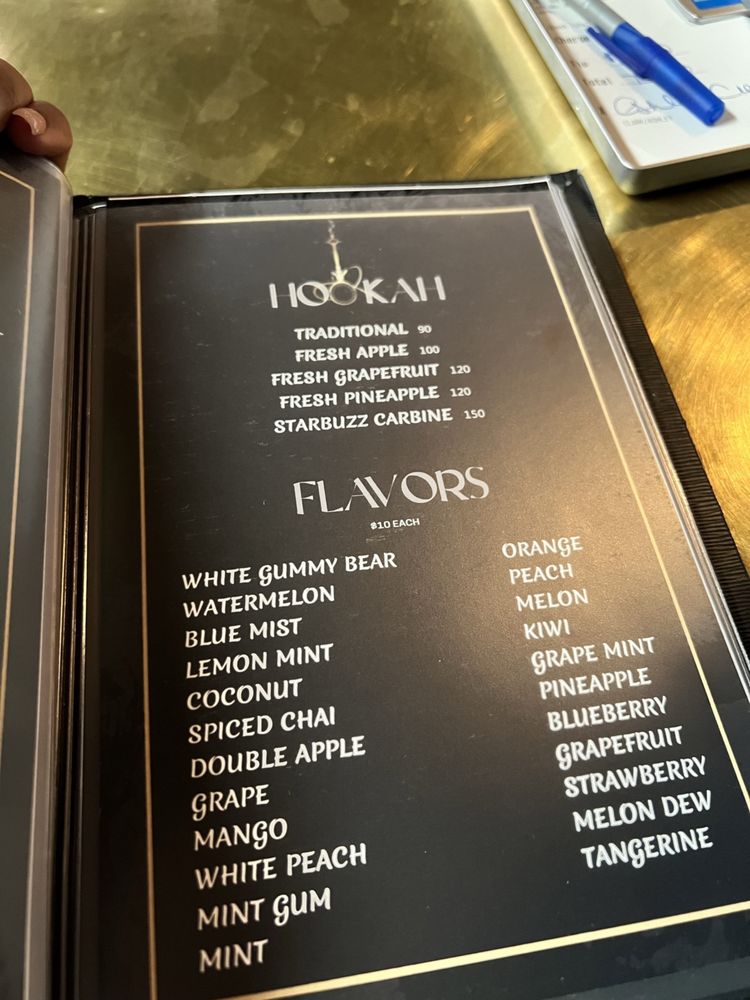 HOOKAH
TRADITIONAL 90
FRESH APPLE 100
FRESH GRAPEFRUIT 120
FRESH PINEAPPLE 120
STARBUZZ CARBINE 150
FLAVORS
$10 EACH
WHITE GUMMY BEAR
WATERMELON
BLUE MIST
LEMON MINT
COCONUT
SPICED CHAI
DOUBLE APPLE
GRAPE
MANGO
WHITE PEACH
MINT GUM
MINT
ORANGE
PEACH
MELON
KIWI
GRAPE MINT
PINEAPPLE
BLUEBERRY
GRAPEFRUIT
STRAWBERRY
MELON DEW
TANGERINE
Total